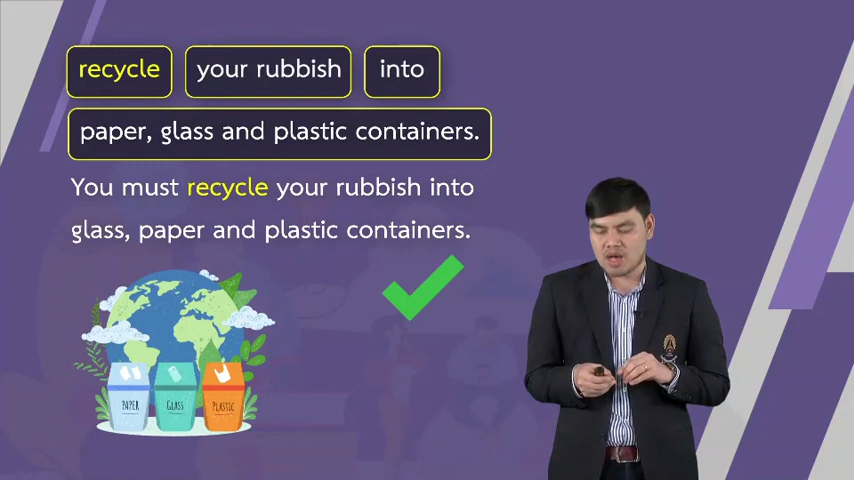 recycle your rubbish into
paper, glass and plastic containers.
You must recycle your rubbish into
glass, paper and plastic containers.
PAPER GLASS PLASTIC